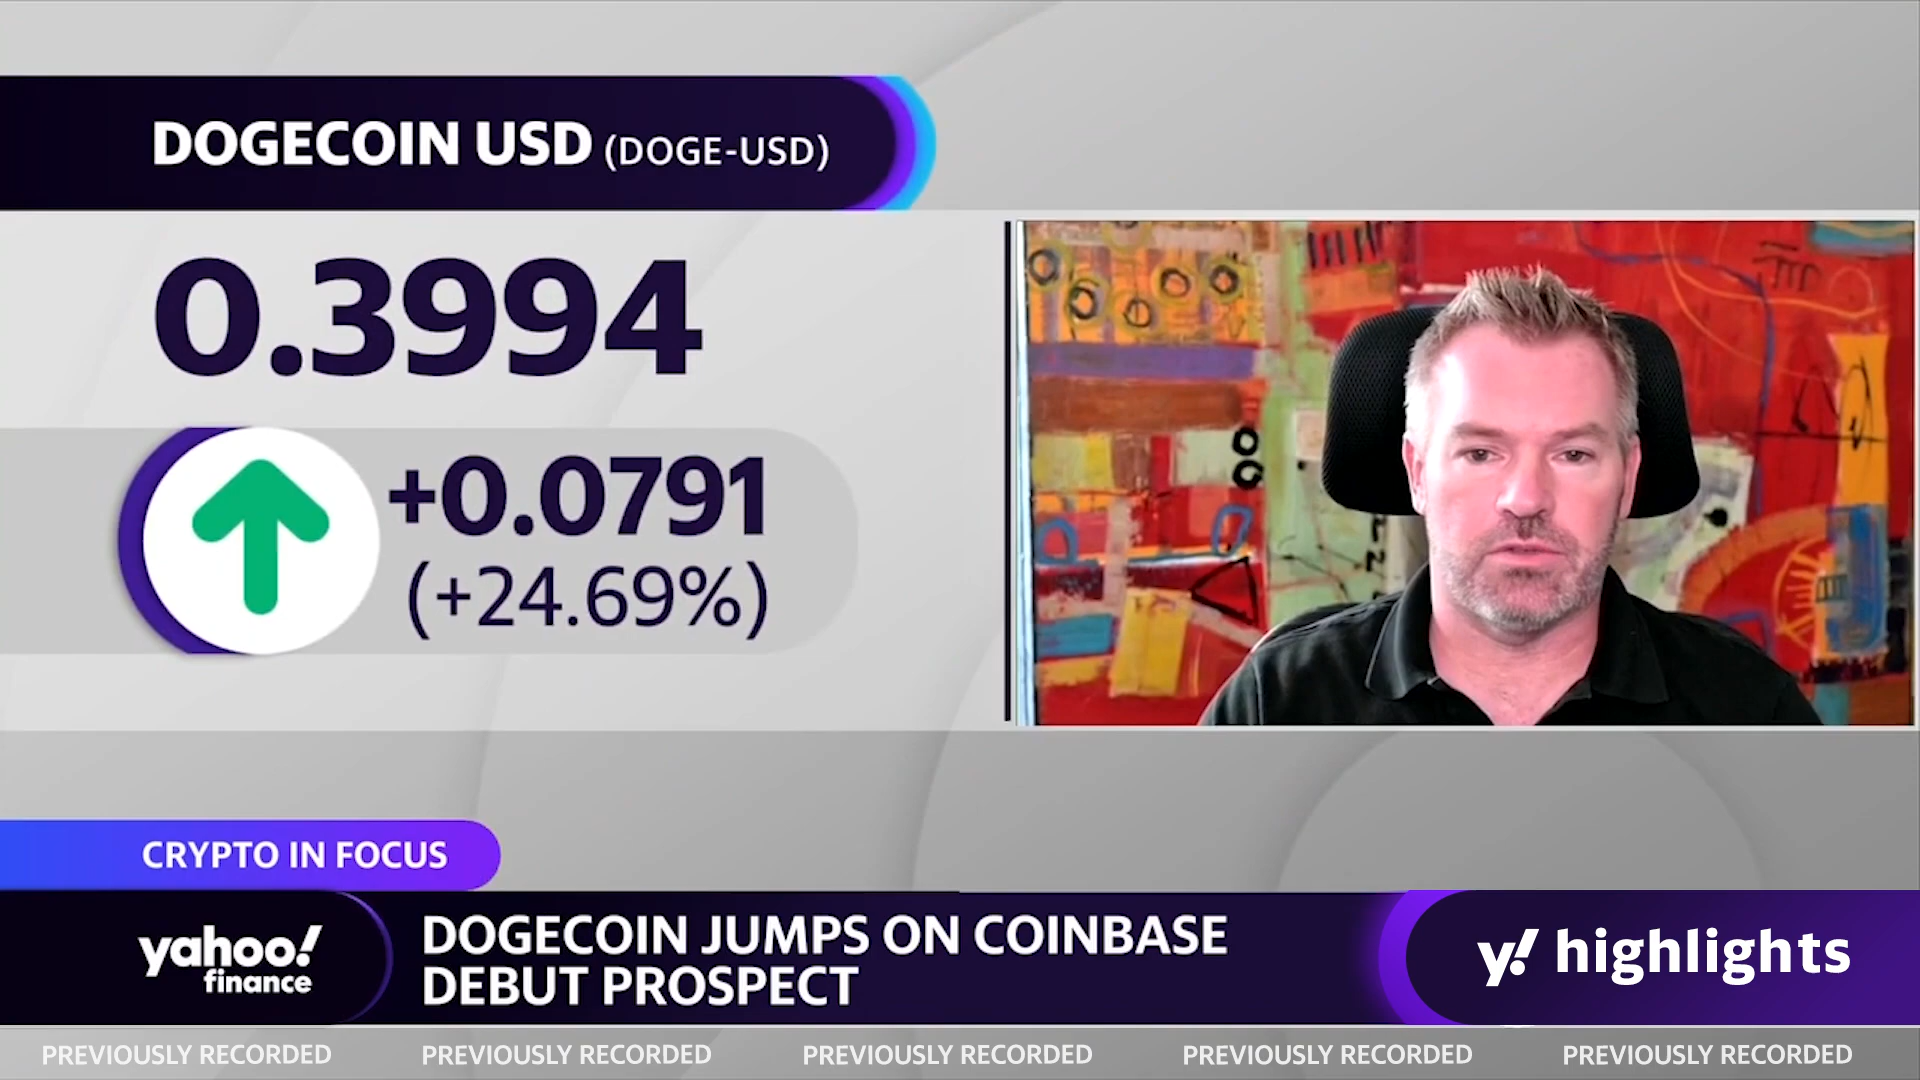 DOGECOIN USD (DOGE-USD)
0.3994
+0.0791
(+24.69%)
CRYPTO IN FOCUS
yahoo!
finance
DOGECOIN JUMPS ON COINBASE
DEBUT PROSPECT
y! highlights
PREVIOUSLY RECORDED PREVIOUSLY RECORDED PREVIOUSLY RECORDED PREVIOUSLY RECORDED PREVIOUSLY RECORDED